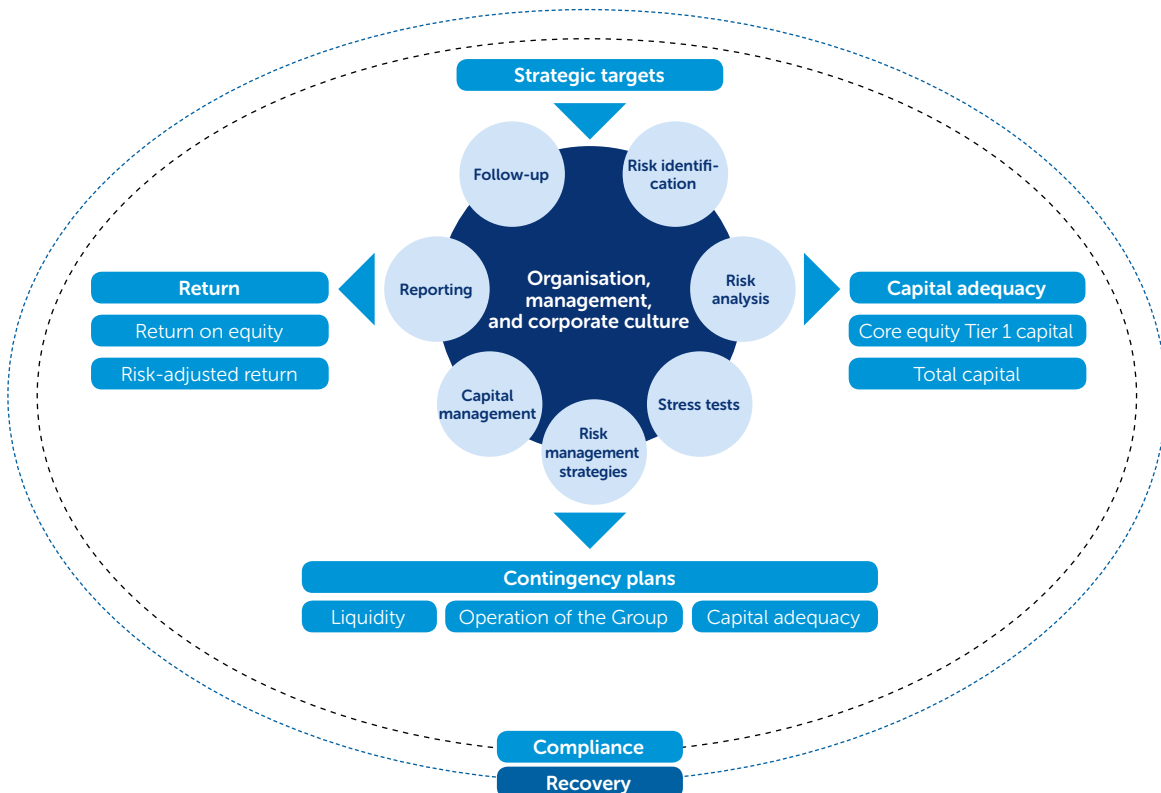 Strategic targets
Follow-up
Risk identifi-
cation
Reporting
Organisation,
management,
and corporate culture
Risk
analysis
Return
Return on equity
Risk-adjusted return
Capital adequacy
Core equity Tier 1 capital
Total capital
Capital
management
Risk
management
strategies
Stress tests
Contingency plans
Liquidity
Operation of the Group
Capital adequacy
Compliance
Recovery